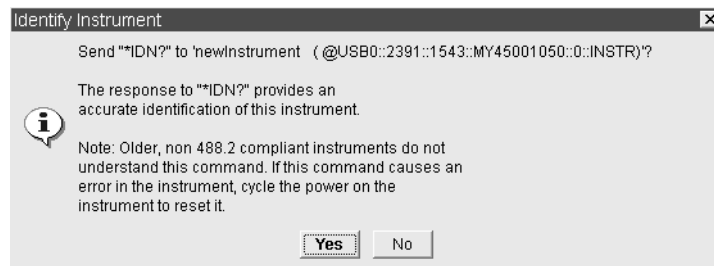 Identify Instrument
Send "*IDN?" to 'newInstrument ( @USB0::2391::1543::MY45001050::0::INSTR)'?
The response to "*IDN?" provides an
accurate identification of this instrument.
Note: Older, non 488.2 compliant instruments do not
understand this command. If this command causes an
error in the instrument, cycle the power on the
instrument to reset it.
Yes No